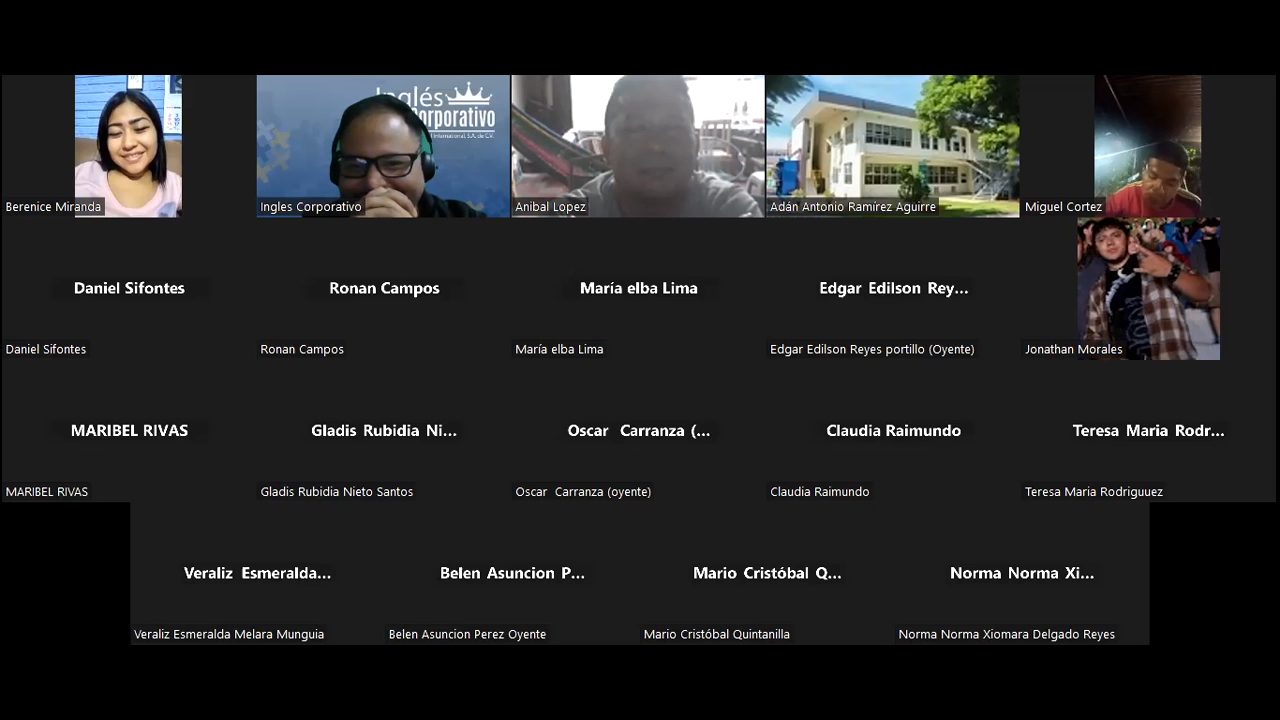 Inglés
Corporativo
International, S.A. de C.V.
Berenice Miranda
Ingles Corporativo
Anibal Lopez
Adán Antonio Ramírez Aguirre
Miguel Cortez
Daniel Sifontes
Ronan Campos
María elba Lima
Edgar Edilson Rey...
Daniel Sifontes
Ronan Campos
María elba Lima
Edgar Edilson Reyes portillo (Oyente)
Jonathan Morales
MARIBEL RIVAS
Gladis Rubidia Ni...
Oscar Carranza (...
Claudia Raimundo
Teresa Maria Rodr...
MARIBEL RIVAS
Gladis Rubidia Nieto Santos
Oscar Carranza (oyente)
Claudia Raimundo
Teresa Maria Rodriguuez
Veraliz Esmeralda...
Belen Asuncion P...
Mario Cristóbal Q...
Norma Norma Xi...
Veraliz Esmeralda Melara Munguia
Belen Asuncion Perez Oyente
Mario Cristóbal Quintanilla
Norma Norma Xiomara Delgado Reyes